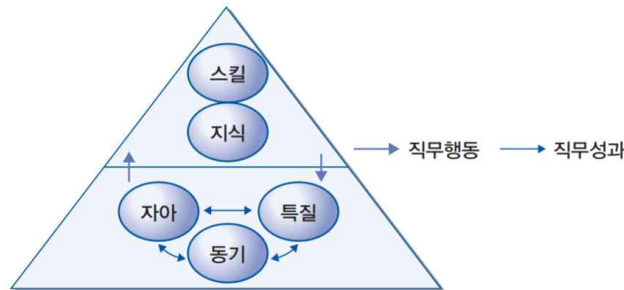 스킬
지식
직무행동 직무성과
자아 특질
동기